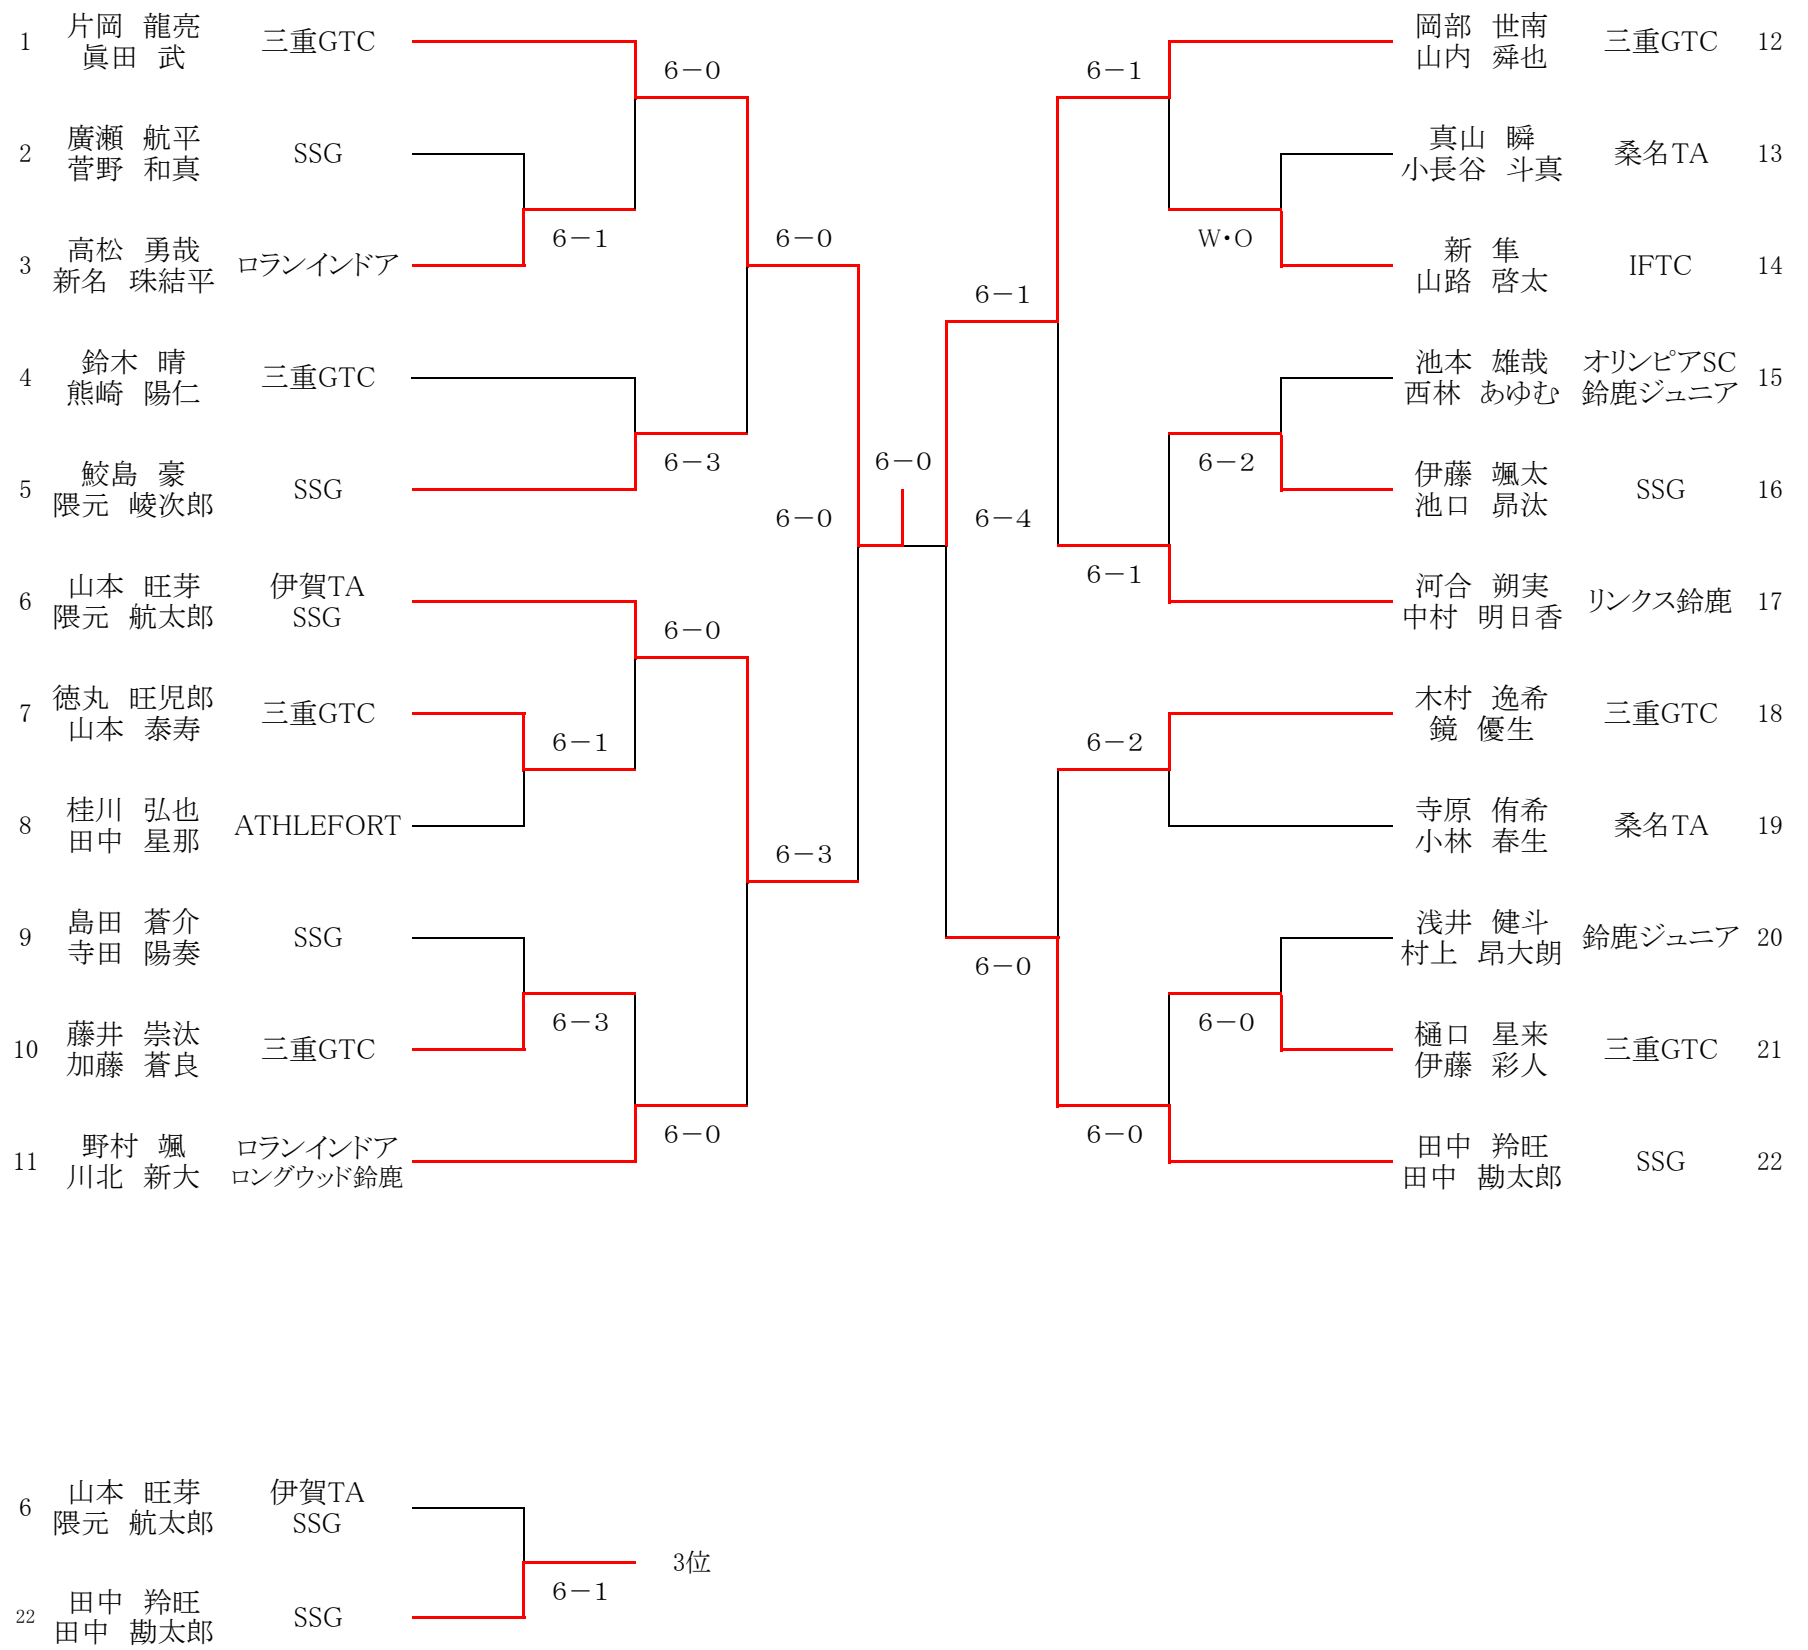 1 片岡 龍亮 三重GTC
眞田 武
6－0
2 廣瀬 航平 SSG
菅野 和真
6－1
3 高松 勇哉 ロランインドア
新名 珠結平
6－0
4 鈴木 晴 三重GTC
熊崎 陽仁
6－3
5 鮫島 豪 SSG
隈元 崚次郎
6－0
6 山本 旺芽 伊賀TA
隈元 航太郎 SSG
6－0
7 徳丸 旺児郎 三重GTC
山本 泰寿
6－1
8 桂川 弘也 ATHLEFORT
田中 星那
6－3
9 島田 蒼介 SSG
寺田 陽奏
6－3
10 藤井 崇汰 三重GTC
加藤 蒼良
6－0
11 野村 颯 ロランインドア
川北 新大 ロングウッド鈴鹿
6－0
岡部 世南 三重GTC 12
山内 舜也
6－1
真山 瞬 桑名TA 13
小長谷 斗真
W・O
新 隼 IFTC 14
山路 啓太
6－1
池本 雄哉 オリンピアSC 15
西林 あゆむ 鈴鹿ジュニア
6－2
伊藤 颯太 SSG 16
池口 昴汰
6－4
6－1
河合 朔実 リンクス鈴鹿 17
中村 明日香
木村 逸希 三重GTC 18
鏡 優生
6－2
寺原 侑希 桑名TA 19
小林 春生
浅井 健斗 鈴鹿ジュニア 20
村上 昂大朗
6－0
6－0
樋口 星来 三重GTC 21
伊藤 彩人
6－0
田中 羚旺 SSG 22
田中 勘太郎
6 山本 旺芽 伊賀TA
隈元 航太郎 SSG
3位
6－1
22 田中 羚旺 SSG
田中 勘太郎